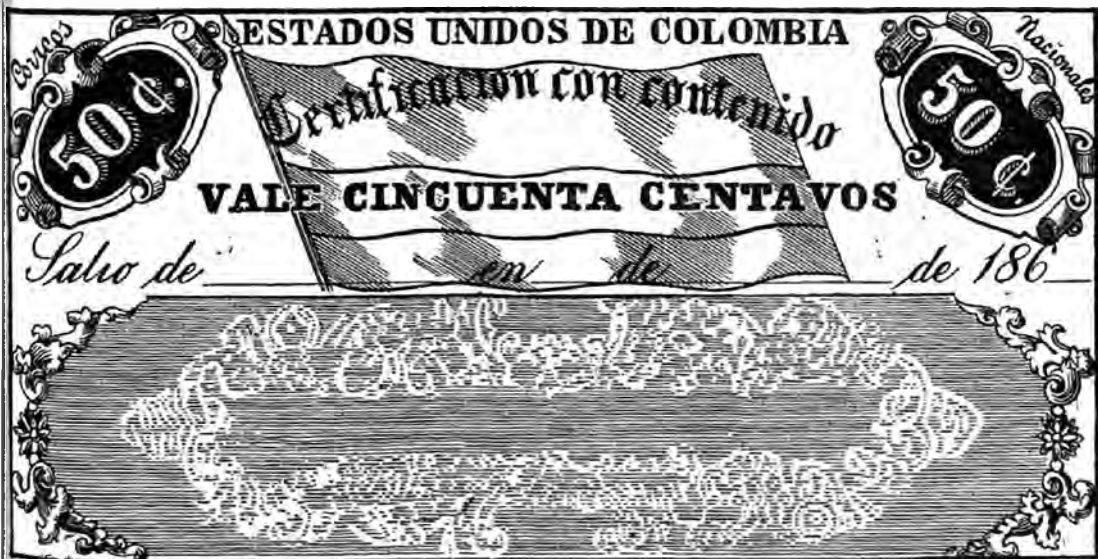 Correos
ESTADOS UNIDOS DE COLOMBIA
Nacionales
50 ¢.
Certificacion con contenido
50 ¢
VALE CINCUENTA CENTAVOS
Salio de en de de 186